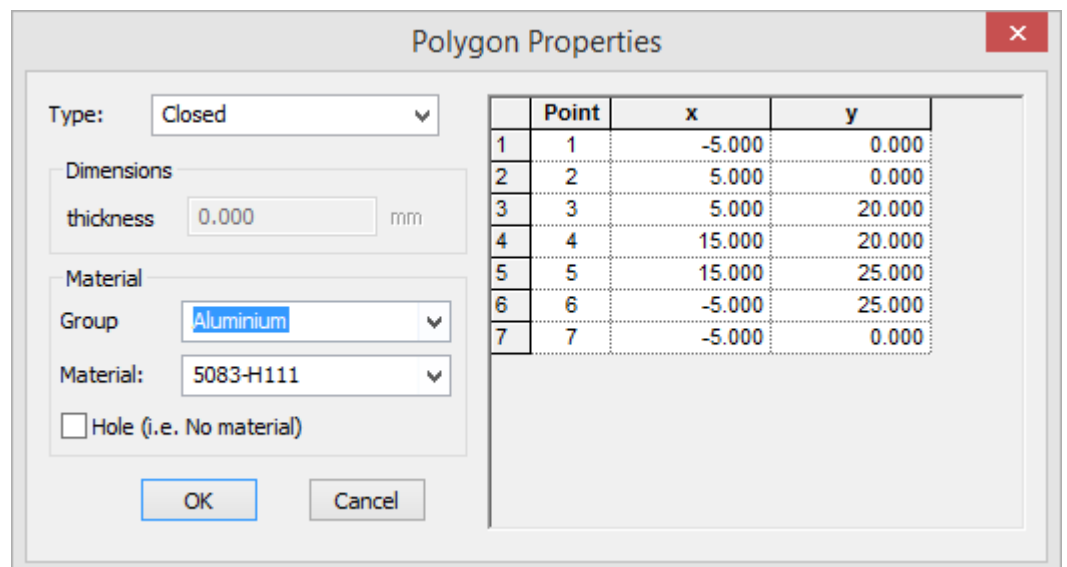 Polygon Properties
Type: Closed
Dimensions
thickness 0.000 mm
Material
Group Aluminium
Material: 5083-H111
Hole (i.e. No material)
OK Cancel
Point x y
1 1 -5.000 0.000
2 2 5.000 0.000
3 3 5.000 20.000
4 4 15.000 20.000
5 5 15.000 25.000
6 6 -5.000 25.000
7 7 -5.000 0.000